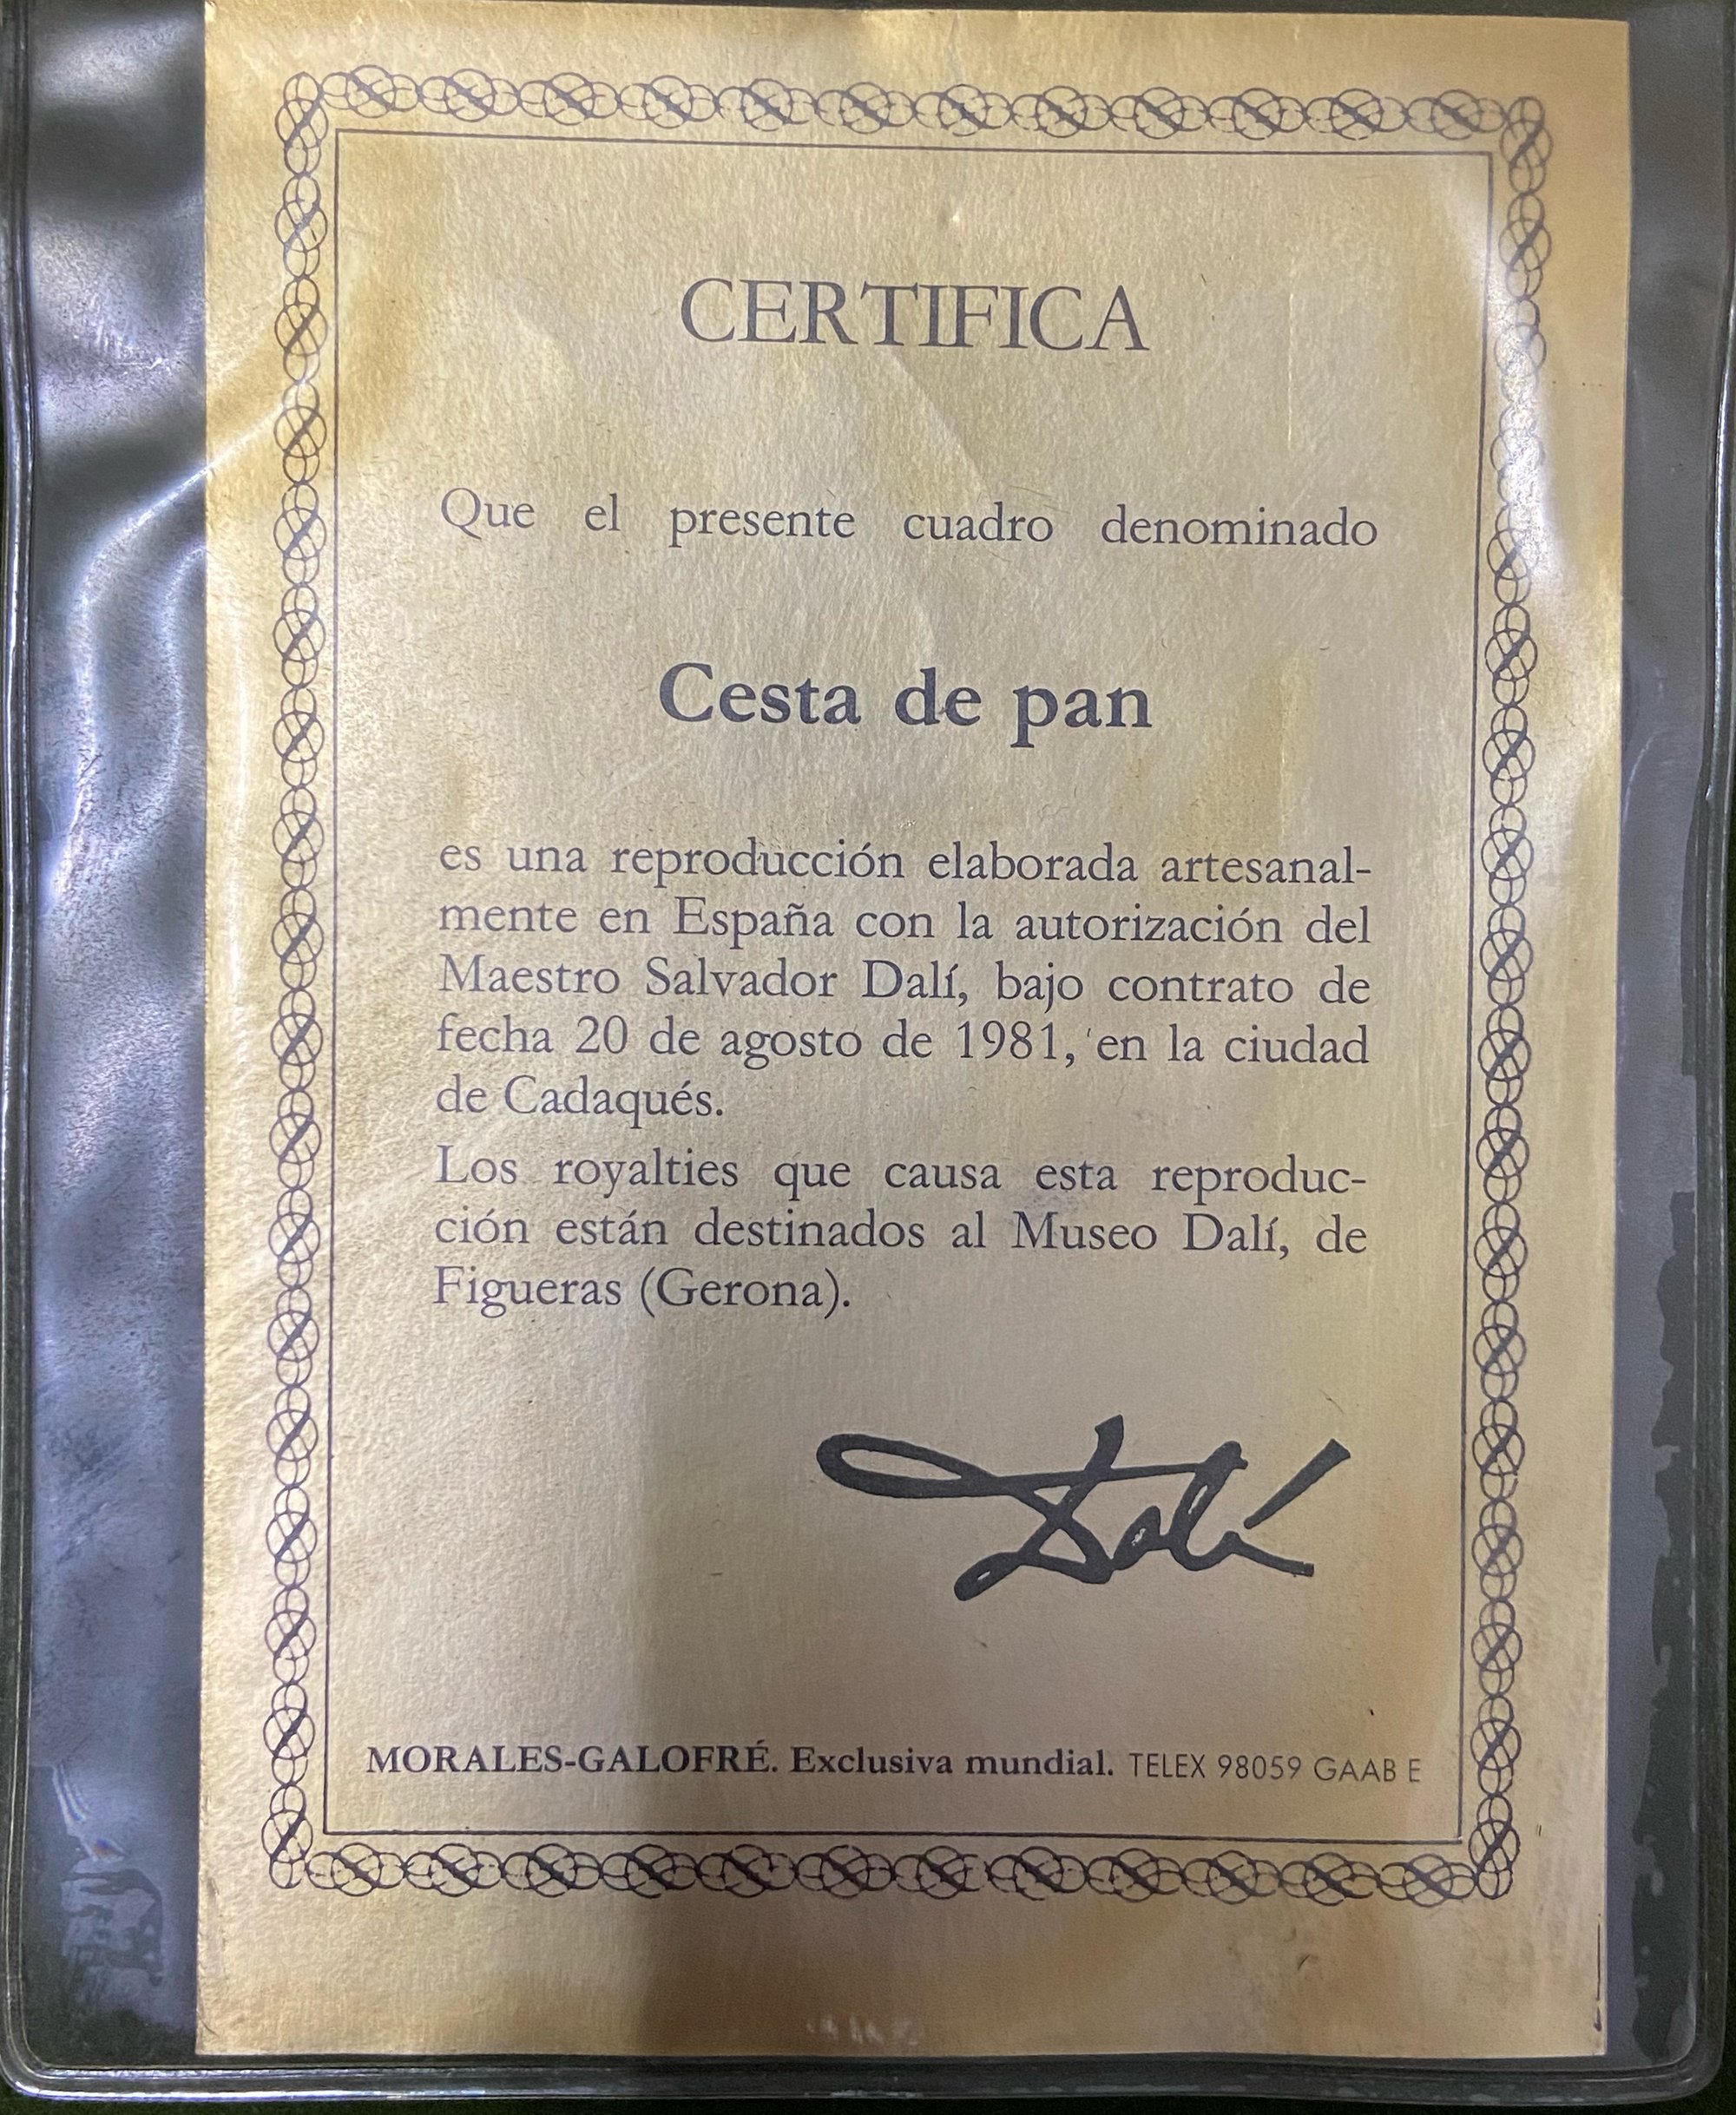 CERTIFICA
Que el presente cuadro denominado
Cesta de pan
es una reproducción elaborada artesanal-
mente en España con la autorización del
Maestro Salvador Dalí, bajo contrato de
fecha 20 de agosto de 1981, en la ciudad
de Cadaqués.
Los royalties que causa esta reproduc-
ción están destinados al Museo Dalí, de
Figueras (Gerona).
Dalí
MORALES-GALOFRÉ. Exclusiva mundial. TELEX 98059 GAAB E